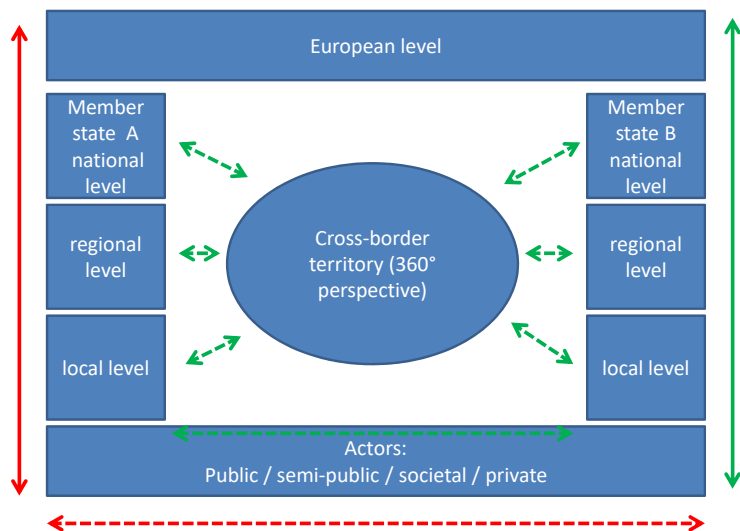 European level
Member
state  A
national
level
Member
state B
national
level
regional
level
Cross-border
territory (360°
perspective)
regional
level
local level
local level
Actors:
Public / semi-public / societal / private